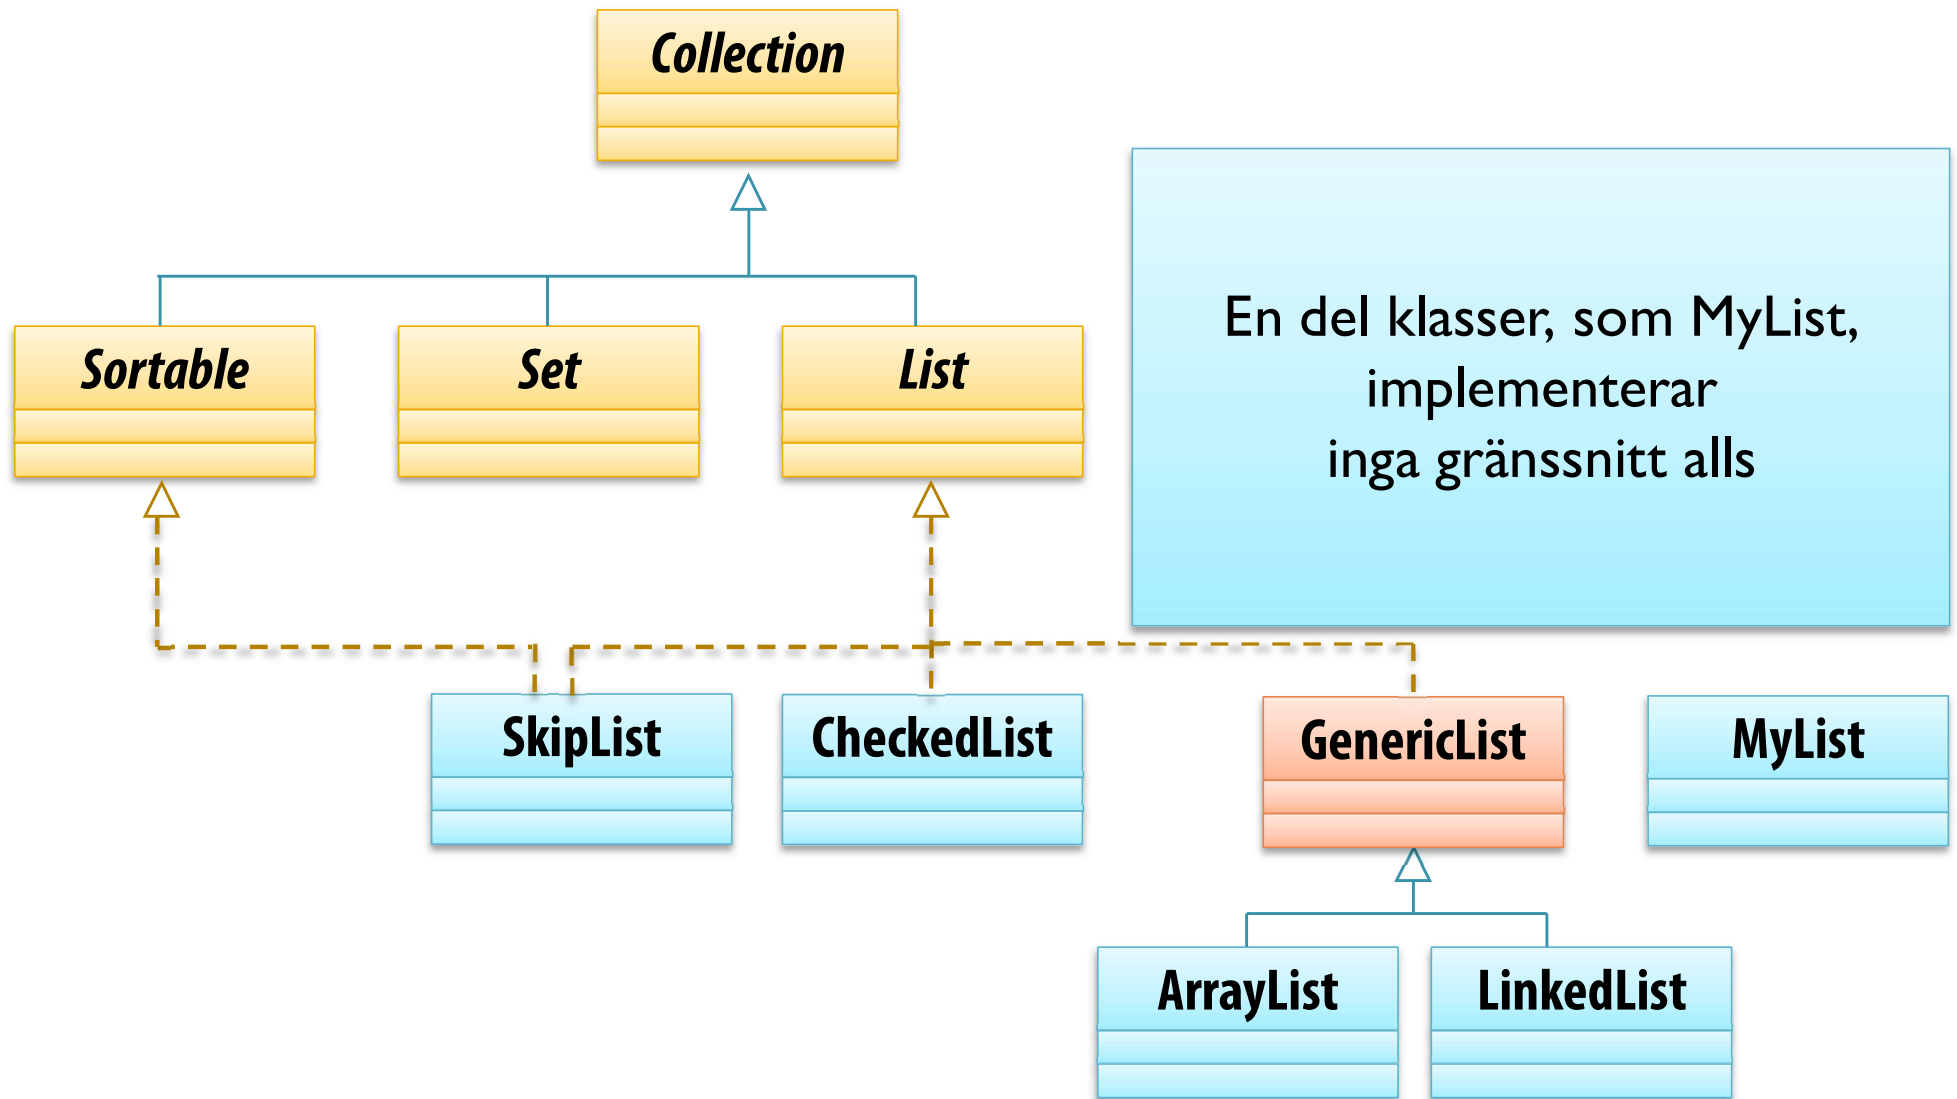 Collection
Sortable
Set
List
En del klasser, som MyList,
implementerar
inga gränssnitt alls
SkipList
CheckedList
GenericList
MyList
ArrayList
LinkedList